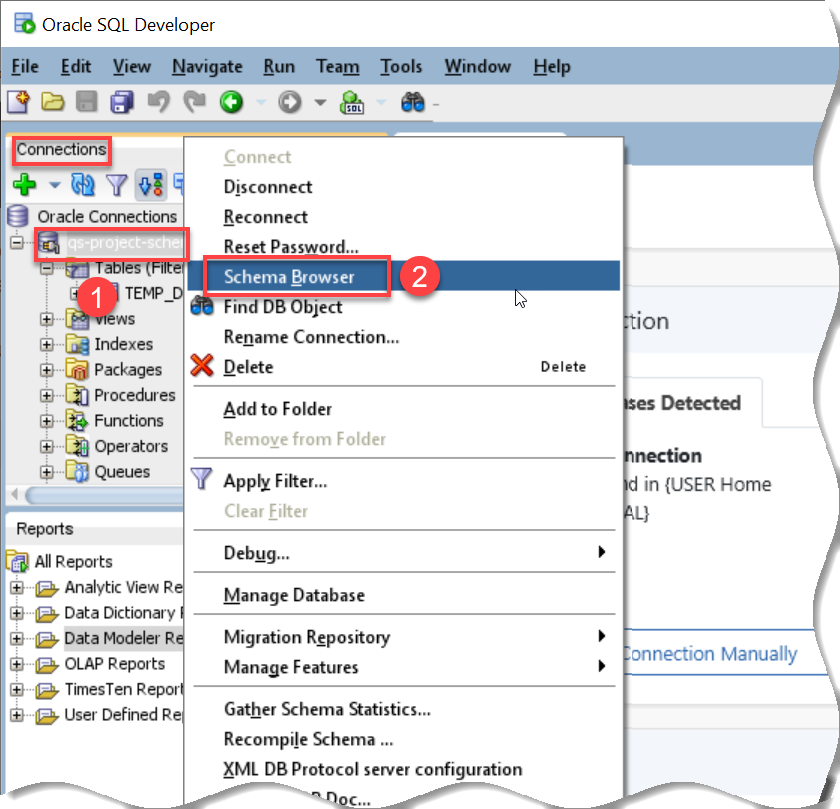 Oracle SQL Developer
File Edit View Navigate Run Team Tools Window Help
SQL
Connections
Oracle Connections
qs-project-schem
Tables (Filter
TEMP_D
Views
Indexes
Packages
Procedures
Functions
Operators
Queues
1
Reports
All Reports
Analytic View Re
Data Dictionary
Data Modeler Re
OLAP Reports
TimesTen Report
User Defined Re
Connect
Disconnect
Reconnect
Reset Password...
Schema Browser
2
Find DB Object
Rename Connection...
Delete Delete
Add to Folder
Remove from Folder
Apply Filter...
Clear Filter
Debug...
Manage Database
Migration Repository
Manage Features
Gather Schema Statistics...
Recompile Schema ...
XML DB Protocol server configuration
Doc...
ction
ases Detected
nnection
nd in {USER Home
AL}
Connection Manually